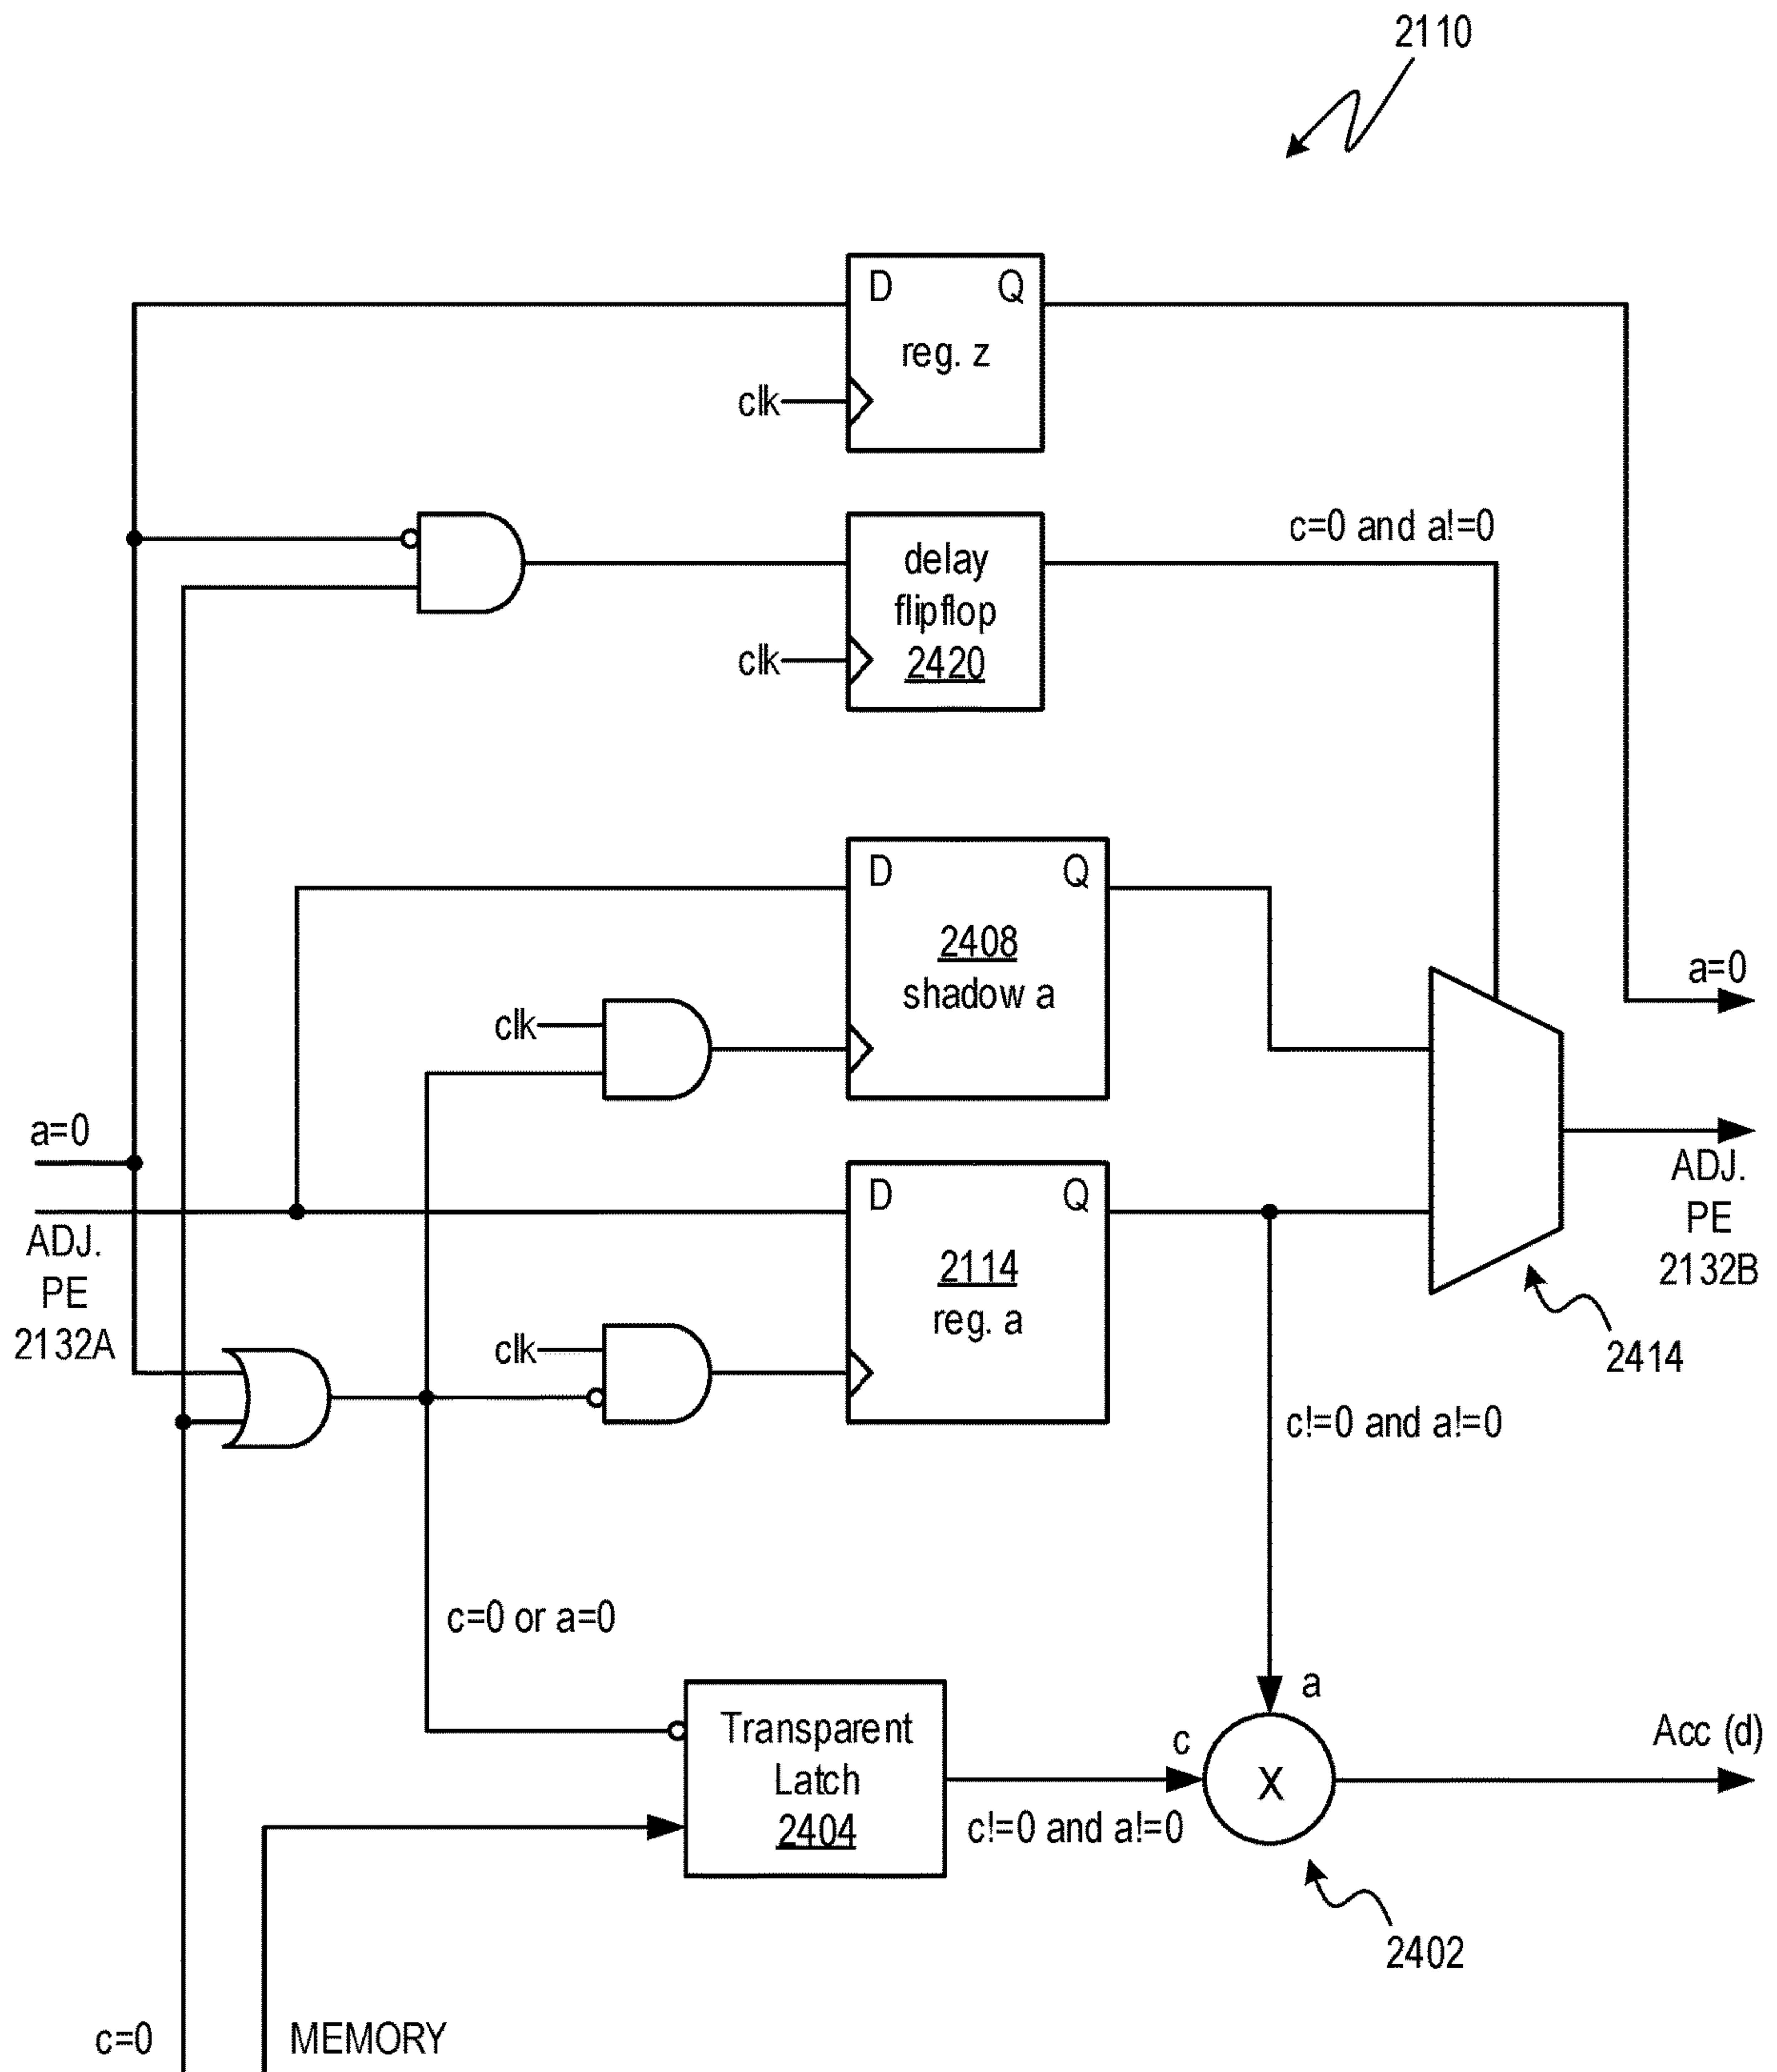 2110
D Q
reg. z
clk
c=0 and a!=0
delay
flipflop
2420
clk
D Q
2408
shadow a
clk
a=0
a=0
ADJ.
PE
2132A
D Q
2114
reg. a
clk
ADJ.
PE
2132B
2414
c!=0 and a!=0
c=0 or a=0
Transparent
Latch
2404
a
c
X
Acc (d)
c!=0 and a!=0
2402
c=0
MEMORY